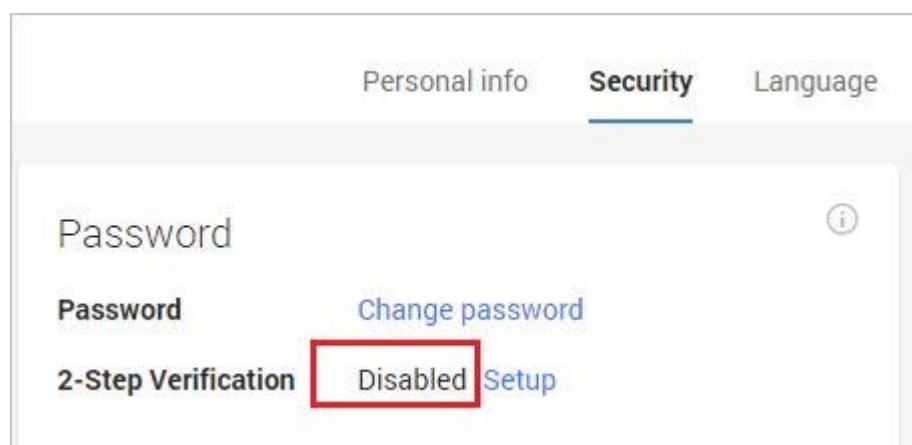 Personal info Security Language
Password
Password Change password
2-Step Verification Disabled Setup